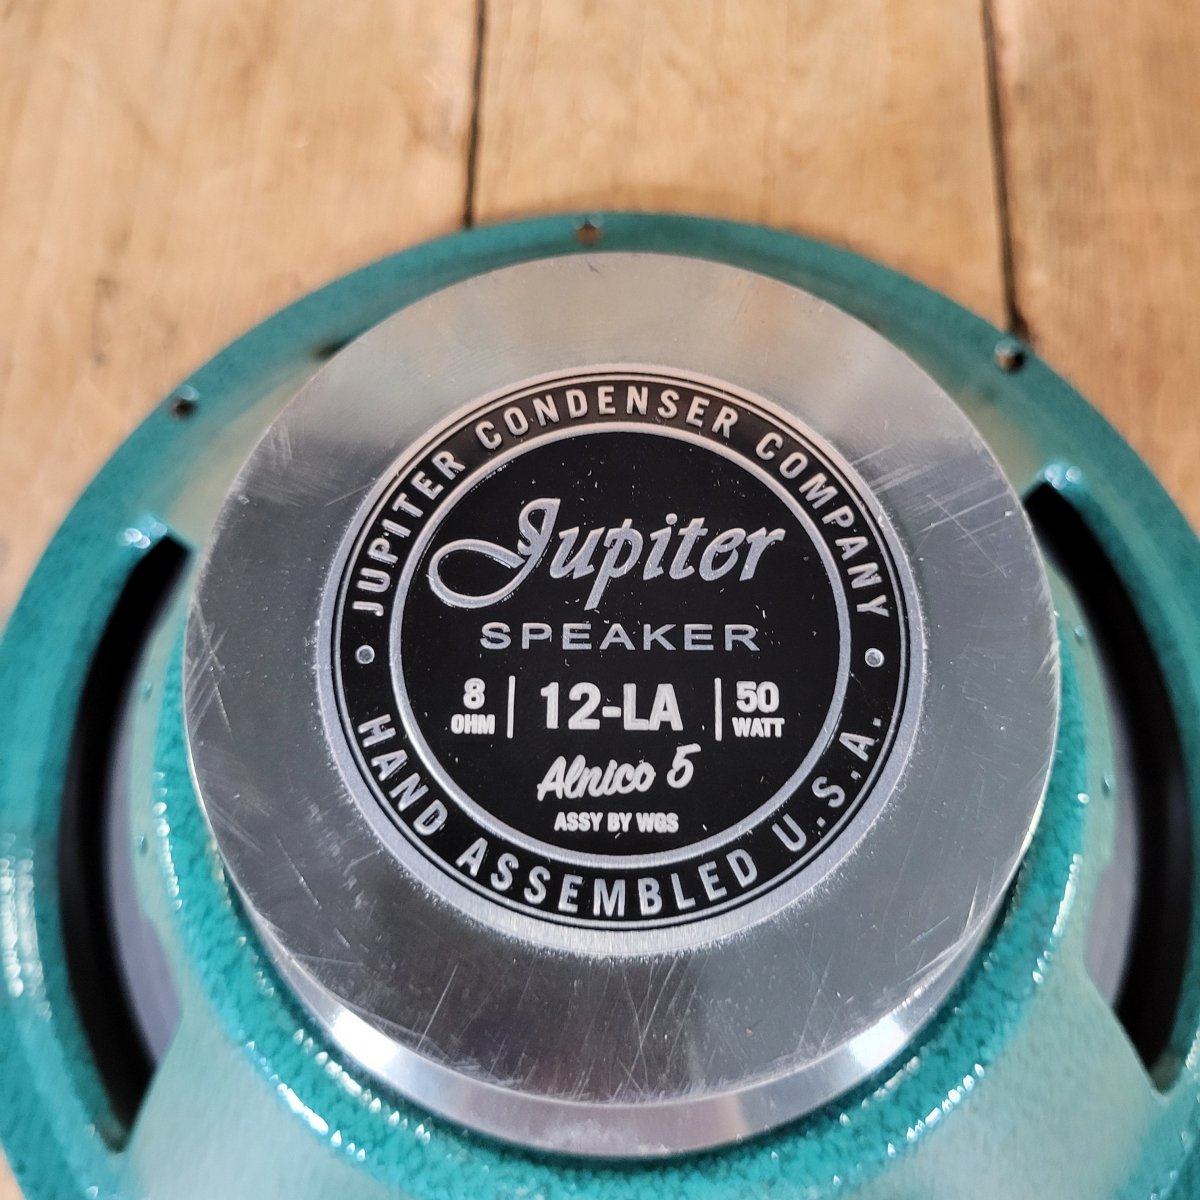 JUPITER CONDENSER COMPANY
Jupiter
SPEAKER
8 OHM | 12-LA | 50 WATT
Alnico 5
ASSY BY WGS
HAND ASSEMBLED U.S.A.